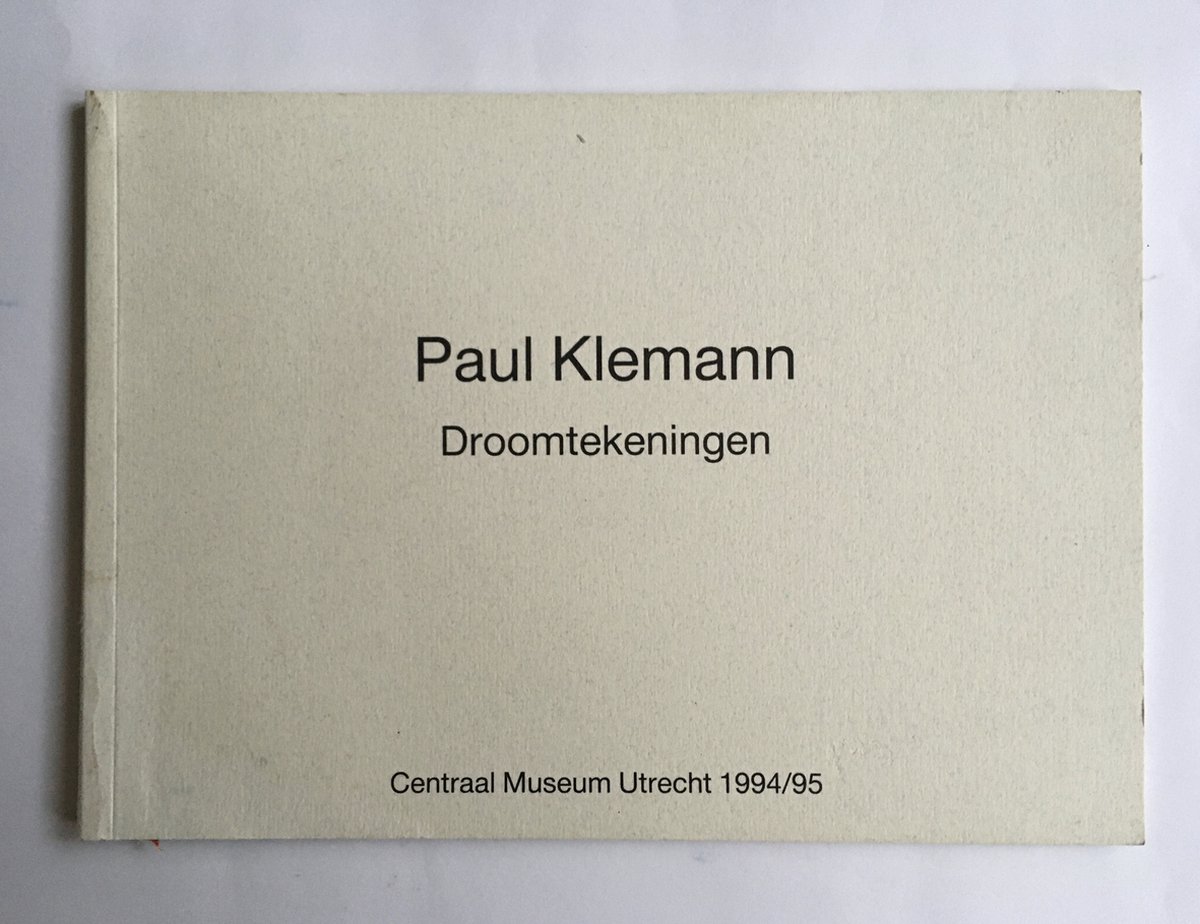 Paul Klemann
Droomtekeningen
Centraal Museum Utrecht 1994/95